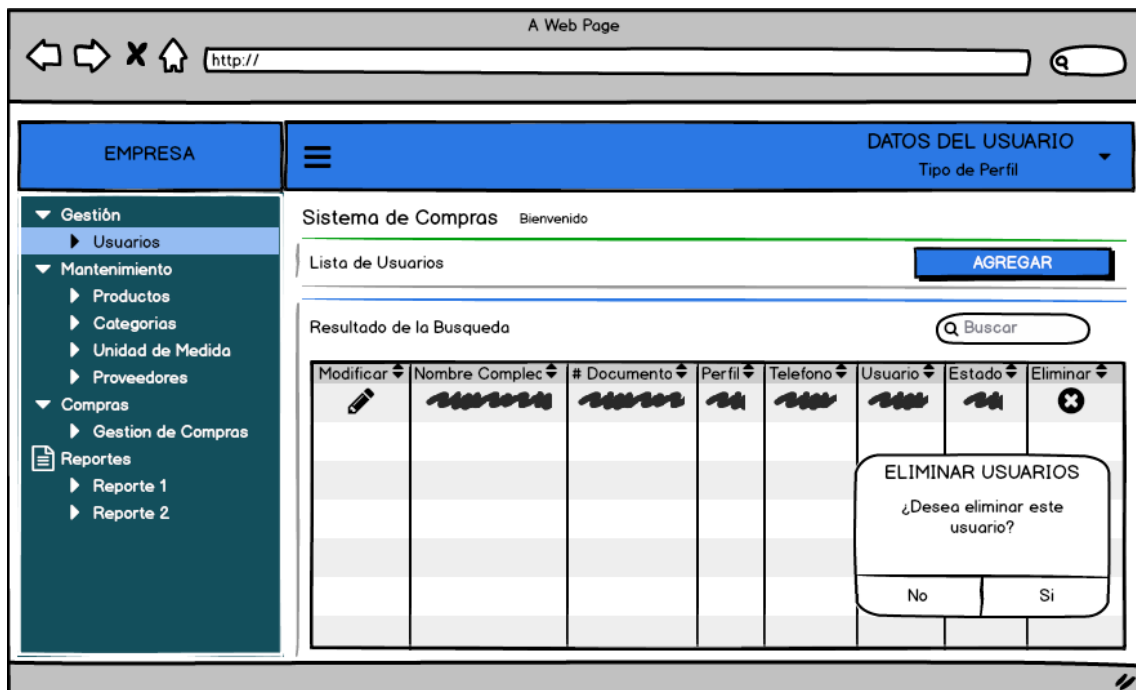 A Web Page
http://
EMPRESA
DATOS DEL USUARIO
Tipo de Perfil
Gestión
Usuarios
Mantenimiento
Productos
Categorias
Unidad de Medida
Proveedores
Compras
Gestion de Compras
Reportes
Reporte 1
Reporte 2
Sistema de Compras Bienvenido
Lista de Usuarios AGREGAR
Resultado de la Busqueda Buscar
Modificar Nombre Complec # Documento Perfil Telefono Usuario Estado Eliminar
ELIMINAR USUARIOS
¿Desea eliminar este
usuario?
No Si